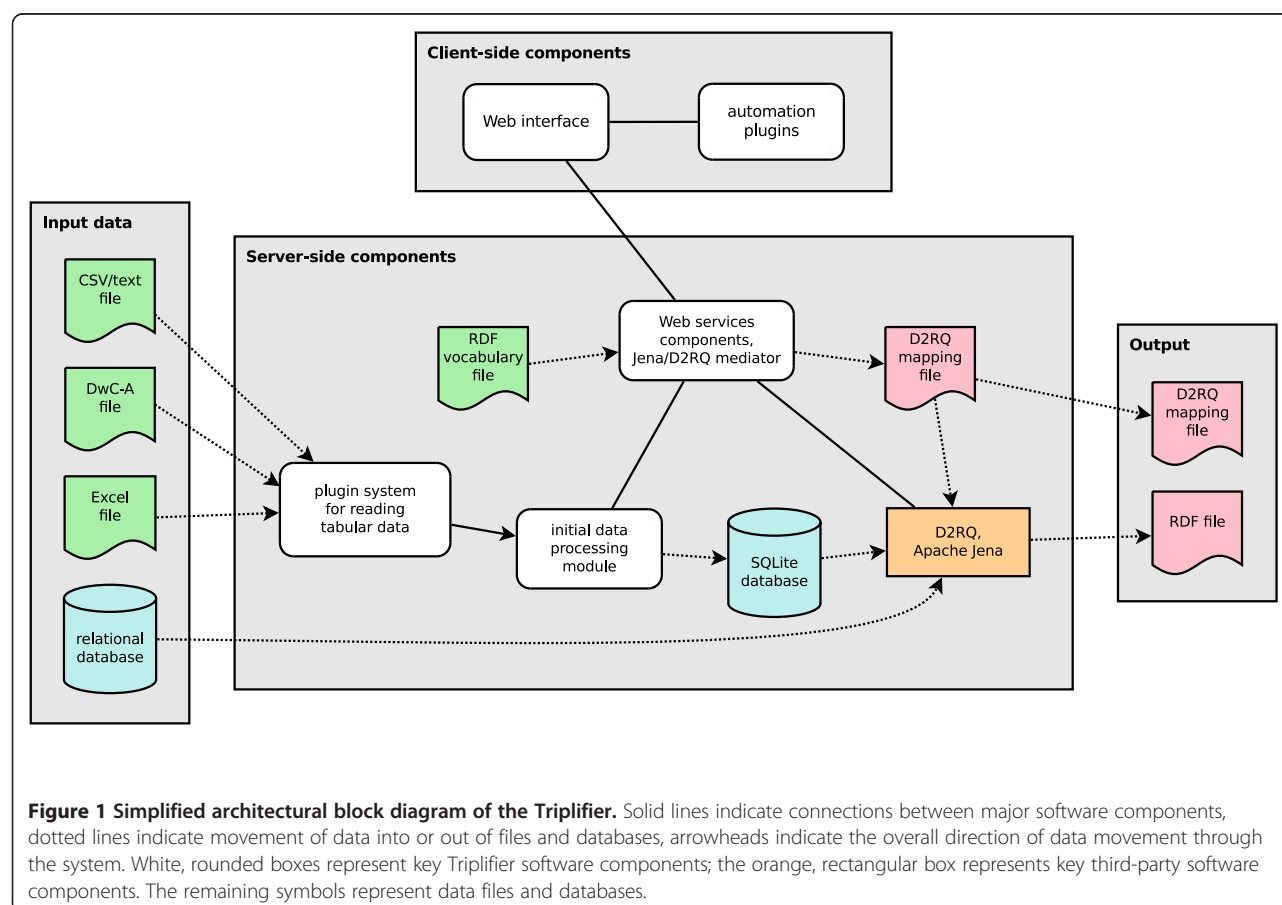 Client-side components
Web interface
automation
plugins
Input data
CSV/text
file
DwC-A
file
Excel
file
relational
database
Server-side components
RDF
vocabulary
file
Web services
components,
Jena/D2RQ mediator
D2RQ
mapping
file
plugin system
for reading
tabular data
initial data
processing
module
SQLite
database
D2RQ,
Apache Jena
Output
D2RQ
mapping
file
RDF file
Figure 1 Simplified architectural block diagram of the Triplifier. Solid lines indicate connections between major software components,
dotted lines indicate movement of data into or out of files and databases, arrowheads indicate the overall direction of data movement through
the system. White, rounded boxes represent key Triplifier software components; the orange, rectangular box represents key third-party software
components. The remaining symbols represent data files and databases.